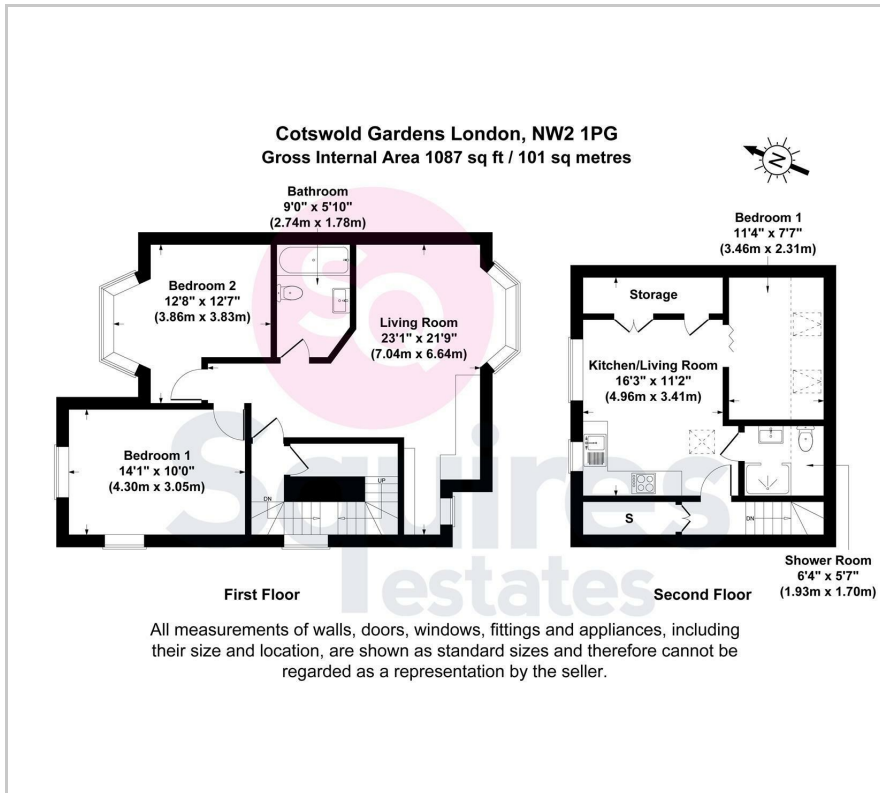 Cotswold Gardens London, NW2 1PG
Gross Internal Area 1087 sq ft / 101 sq metres
N
Bathroom
9'0" x 5'10"
(2.74m x 1.78m)
Bedroom 2
12'8" x 12'7"
(3.86m x 3.83m)
Living Room
23'1" x 21'9"
(7.04m x 6.64m)
Bedroom 1
14'1" x 10'0"
(4.30m x 3.05m)
DN
UP
First Floor
Bedroom 1
11'4" x 7'7"
(3.46m x 2.31m)
Storage
Kitchen/Living Room
16'3" x 11'2"
(4.96m x 3.41m)
S
DN
Shower Room
6'4" x 5'7"
(1.93m x 1.70m)
Second Floor
SQ
Squires
estates
All measurements of walls, doors, windows, fittings and appliances, including
their size and location, are shown as standard sizes and therefore cannot be
regarded as a representation by the seller.